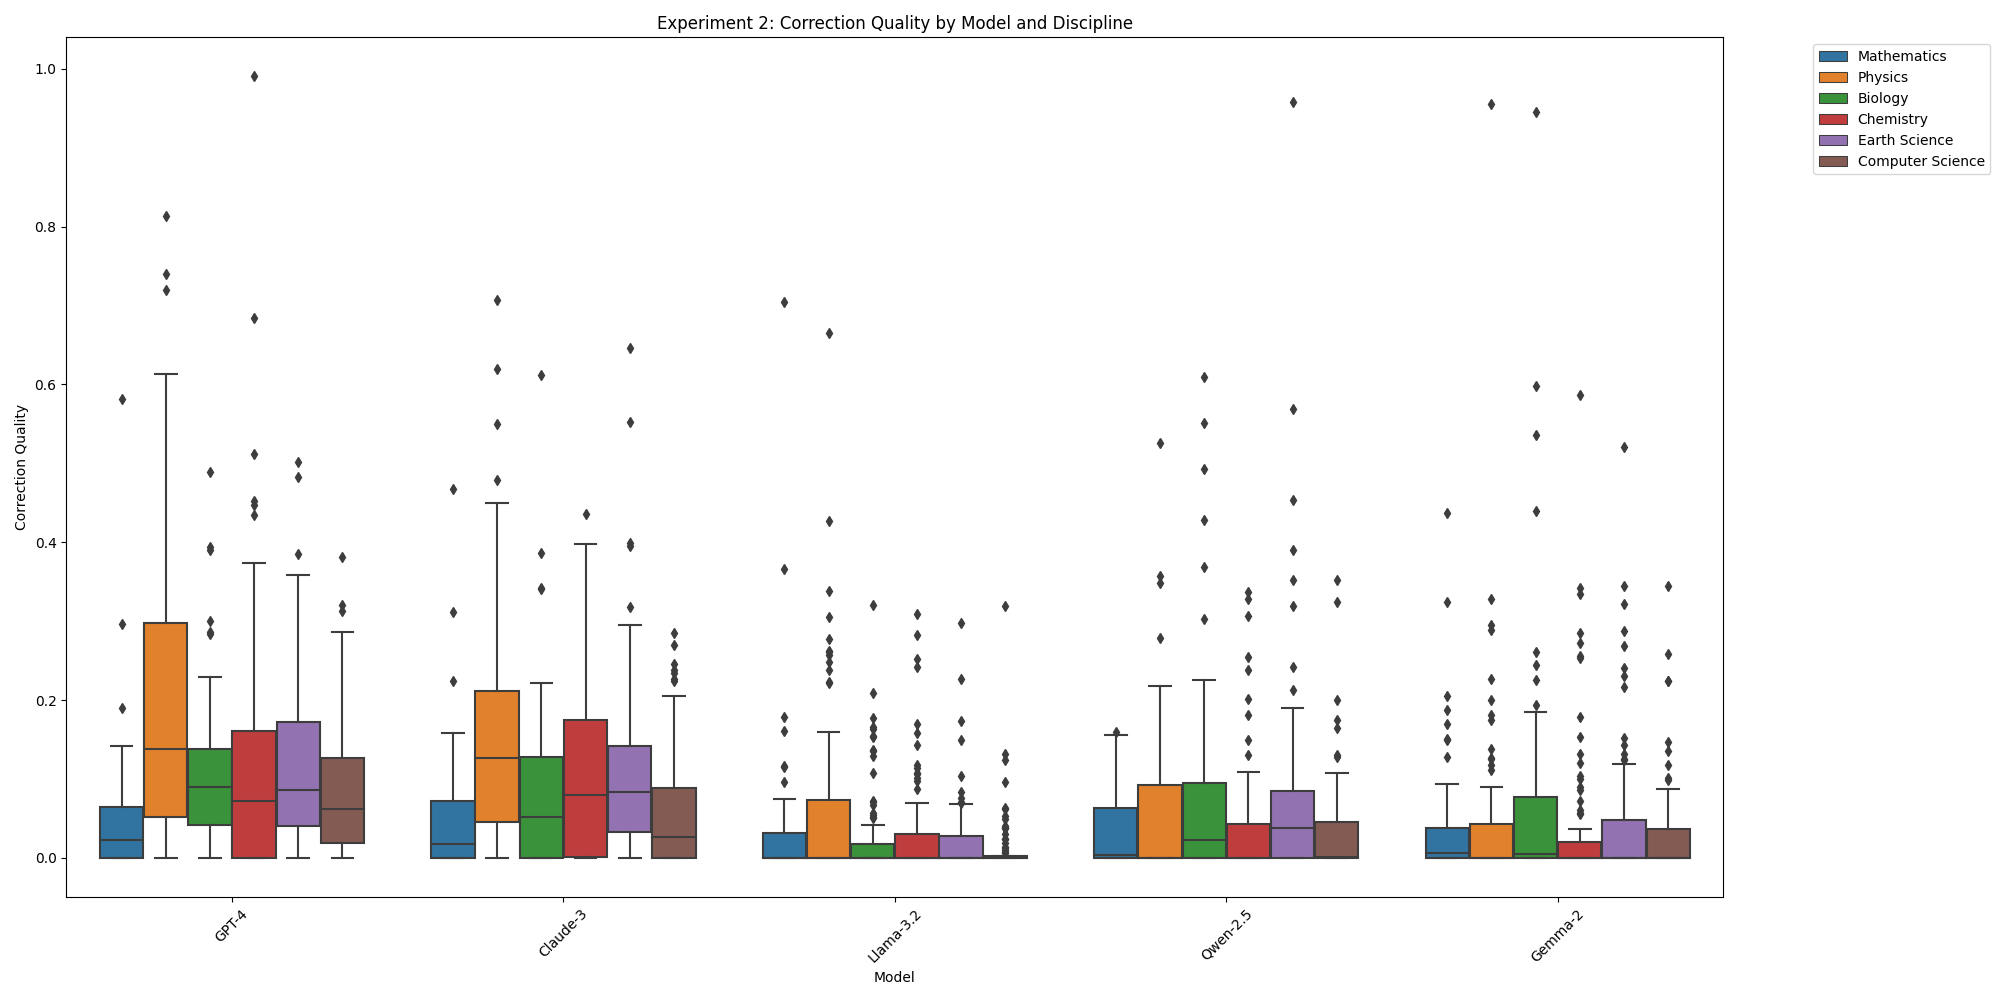 Experiment 2: Correction Quality by Model and Discipline
1.0
0.8
0.6
0.4
0.2
0.0
Correction Quality
GPT-4
Claude-3
Llama-3.2
Qwen-2.5
Gemma-2
Model
Mathematics
Physics
Biology
Chemistry
Earth Science
Computer Science